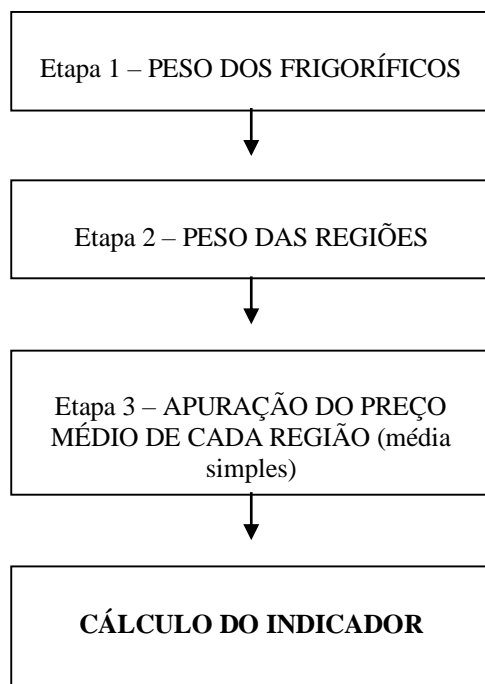 Etapa 1 – PESO DOS FRIGORÍFICOS
Etapa 2 – PESO DAS REGIÕES
Etapa 3 – APURAÇÃO DO PREÇO
MÉDIO DE CADA REGIÃO (média
simples)
CÁLCULO DO INDICADOR